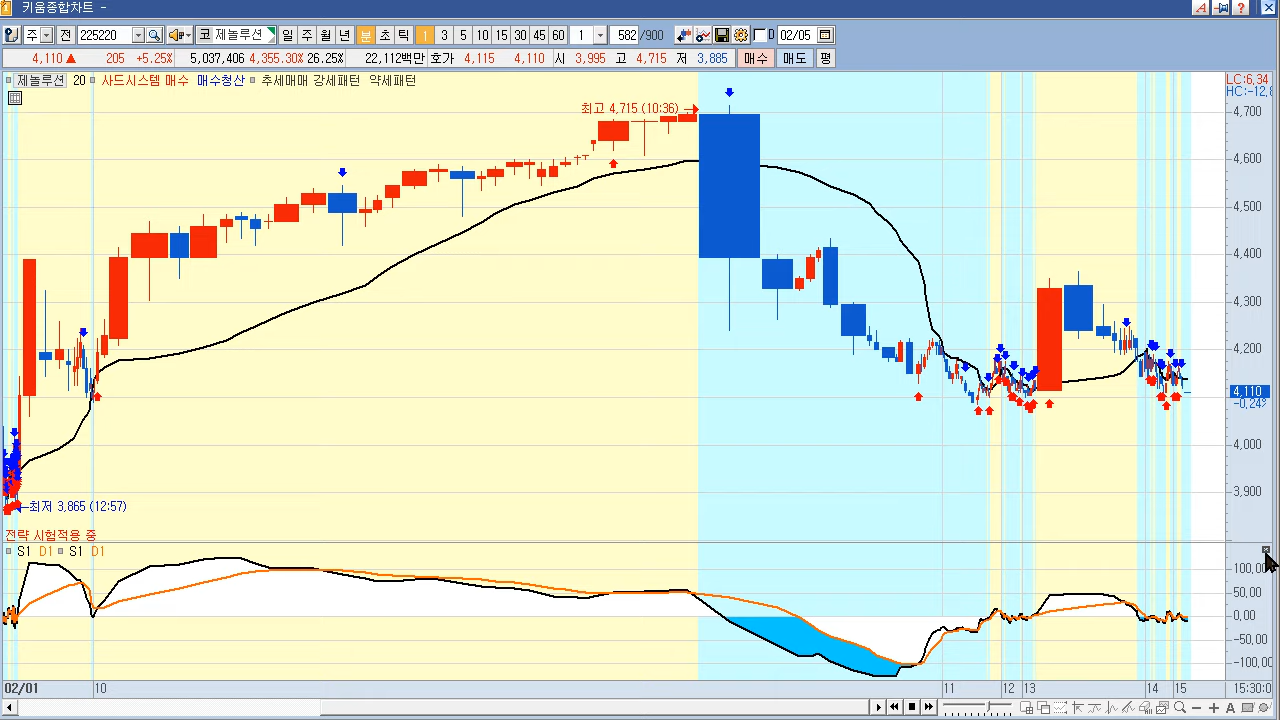 키움종합차트 -
주 전 225220 코 제놀루션 일 주 월 년 분 초 틱 1 3 5 10 15 30 45 60 1 582 /900 D 02/05
4,110 ▲ 205 +5.25% 5,037,406 4,355.30% 26.25% 22,112백만 호가 4,115 4,110 시 3,995 고 4,715 저 3,885 매수 매도 평
제놀루션 20 사드시스템 매수 매수청산 추세매매 강세패턴 약세패턴
LC:6,34
HC:-12,8
최고 4,715 (10:36)
4,700
4,600
4,500
4,400
4,300
4,200
4,110
-0,24%
4,000
3,900
최저 3,865 (12:57)
전략 시험적용 중
S1 D1 S1 D1
100,00
50,00
0,00
-50,00
-100,00
02/01 10 11 12 13 14 15 15:30:0